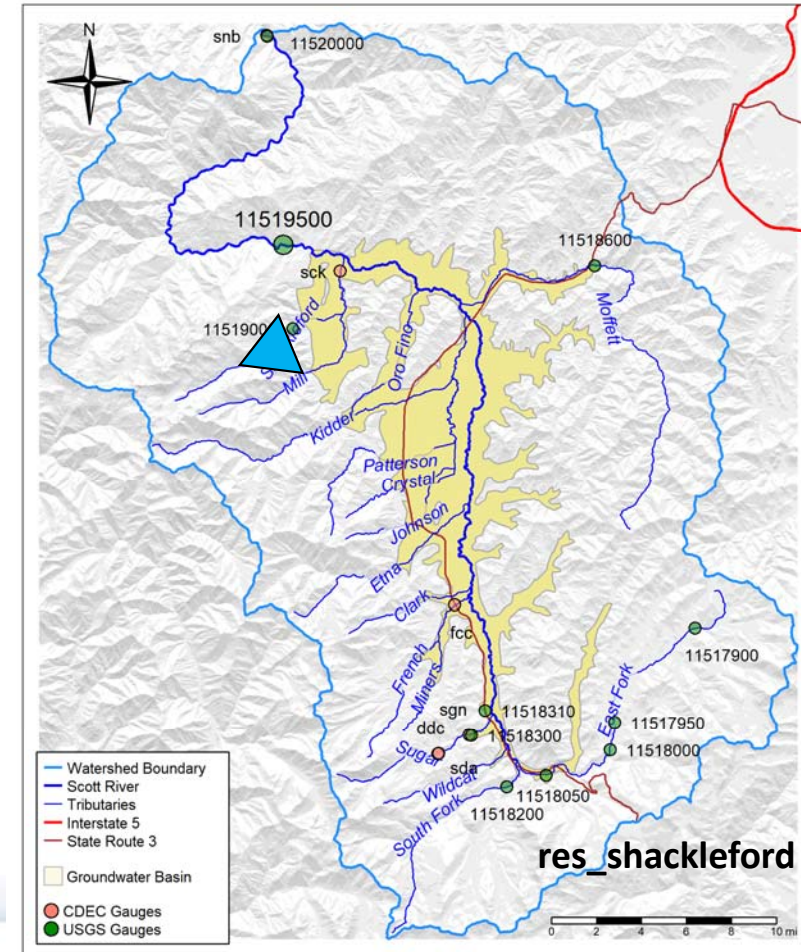 snb
11520000
11519500
11518600
sck
1151900
Moffett
Oro Fino
Mill
Kidder
Patterson
Crystal
Johnson
Etna
Clark
fcc
11517900
French
Miners
East Fork
sgn
11518310
11517950
ddc
11518300
11518000
Sugar
sda
Wildcat
11518050
11518200
South Fork
res_shackleford
Watershed Boundary
Scott River
Tributaries
Interstate 5
State Route 3
Groundwater Basin
CDEC Gauges
USGS Gauges
0 2 4 6 8 10 mi